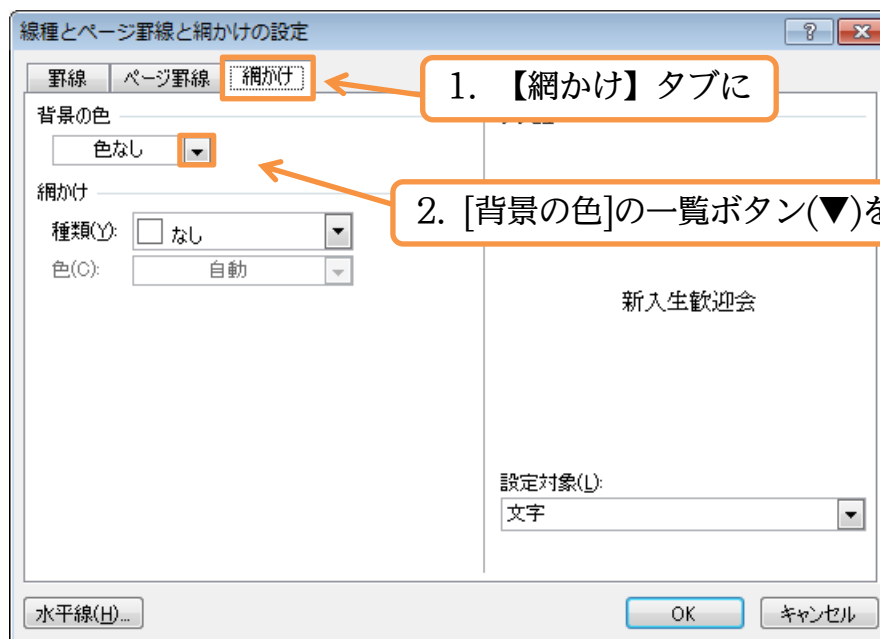 線種とページ罫線と網かけの設定
罫線 ページ罫線 網かけ
1. 【網かけ】タブに
背景の色
色なし
2. [背景の色]の一覧ボタン(▼)を
網かけ
種類(Y): なし
色(C): 自動
新入生歓迎会
設定対象(L):
文字
水平線(H)... OK キャンセル